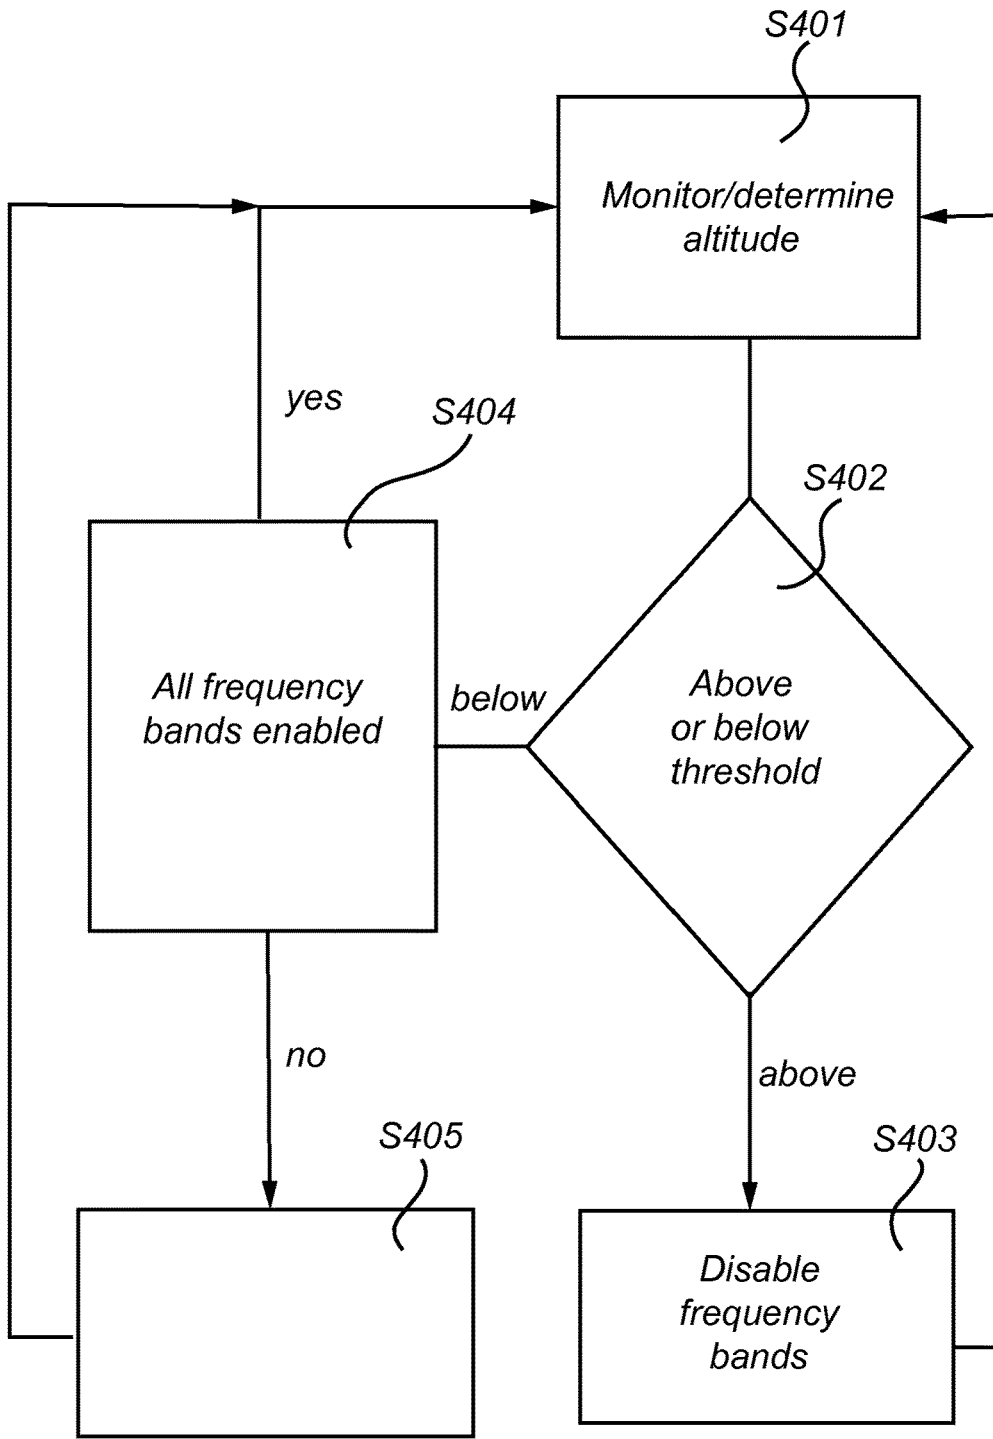 S401
Monitor/determine
altitude
yes
S404
S402
All frequency
bands enabled
below
Above
or below
threshold
no
above
S405
S403
Disable
frequency
bands